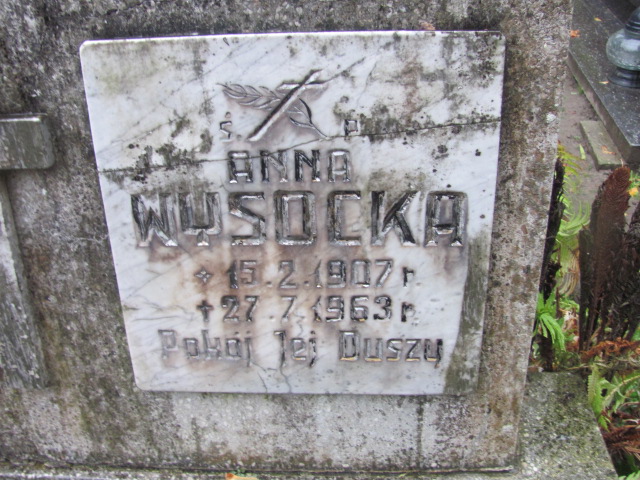 Ś P
ANNA
WYSOCKA
* 15.2.1907 r.
† 27.7.1963 r.
Pokój Jej Duszy